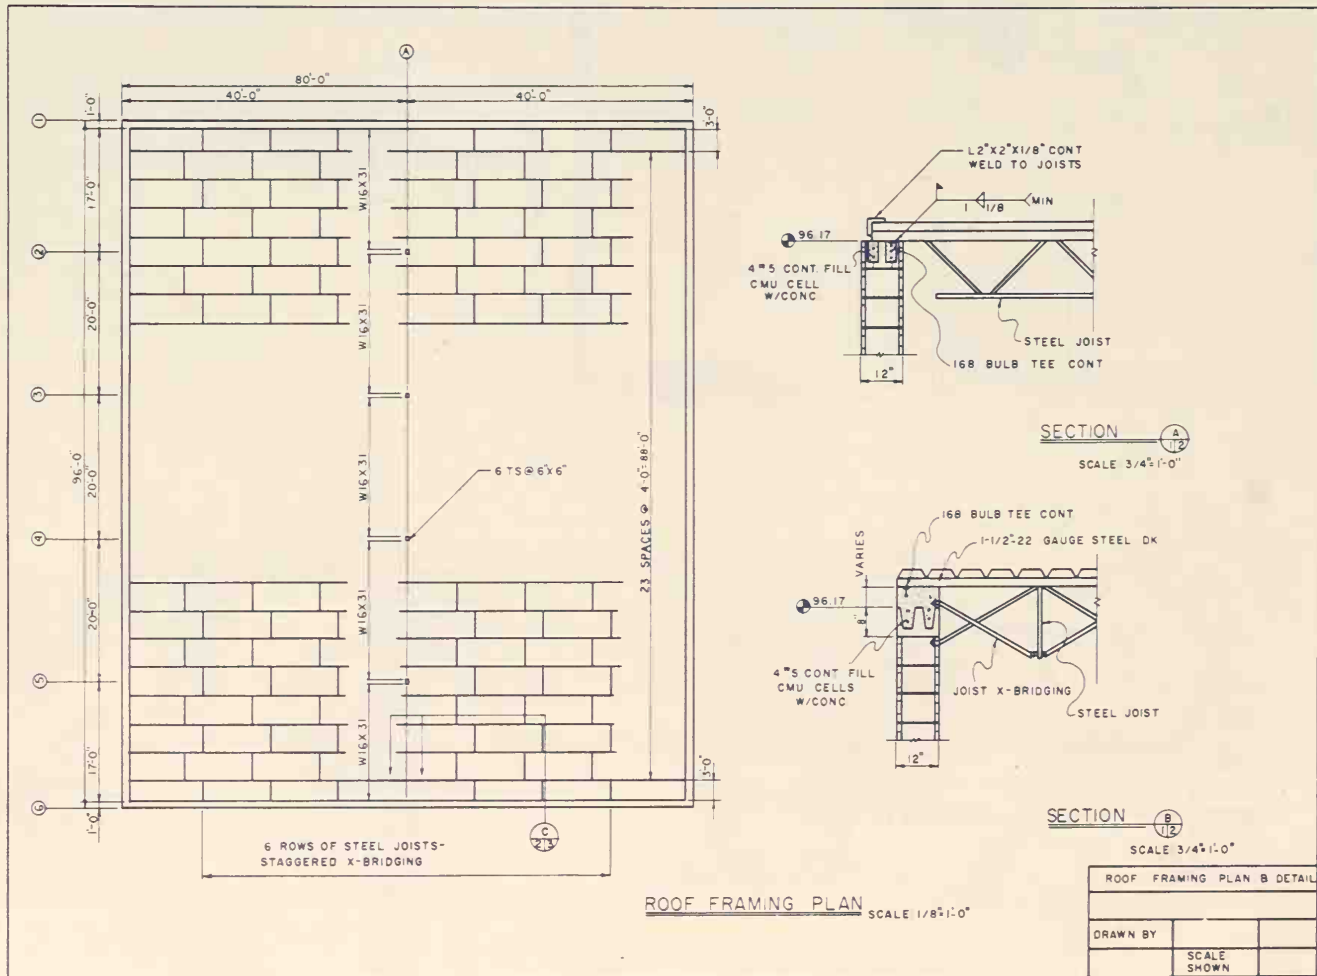 A
80'-0"
40'-0"
40'-0"
1'-0"
3'-0"
1
17'-0"
W16X31
2
20'-0"
W16X31
3
96'-0"
20'-0"
W16X31
6 TS@6"X6"
23 SPACES @ 4'-0"=88'-0"
4
20'-0"
W16X31
5
17'-0"
W16X31
3'-0"
6
1'-0"
C
2 3
6 ROWS OF STEEL JOISTS-
STAGGERED X-BRIDGING
ROOF FRAMING PLAN
SCALE 1/8"=1'-0"
L2"X2"X1/8" CONT
WELD TO JOISTS
1
1/8
MIN
96.17
4 #5 CONT. FILL
CMU CELL
W/CONC
STEEL JOIST
168 BULB TEE CONT
12"
SECTION
A
1 2
SCALE 3/4"=1'-0"
168 BULB TEE CONT
1-1/2"-22 GAUGE STEEL DK
VARIES
96.17
8"
4 #5 CONT FILL
CMU CELLS
W/CONC
JOIST X-BRIDGING
STEEL JOIST
12"
SECTION
B
1 2
SCALE 3/4"=1'-0"
ROOF FRAMING PLAN B DETAIL
DRAWN BY
SCALE
SHOWN